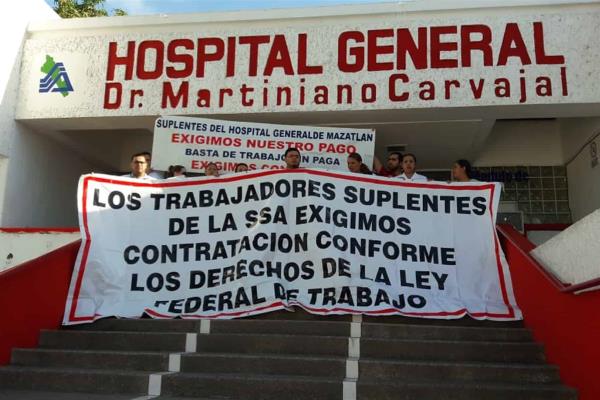 HOSPITAL GENERAL
Dr. Martiniano Carvajal
SUPLENTES DEL HOSPITAL GENERALDE MAZATLAN
EXIGIMOS NUESTRO PAGO
BASTA DE TRABAJO SIN PAGA
EXIGIMOS
LOS TRABAJADORES SUPLENTES
DE LA SSA EXIGIMOS
CONTRATACION CONFORME
LOS DERECHOS DE LA LEY
FEDERAL DE TRABAJO